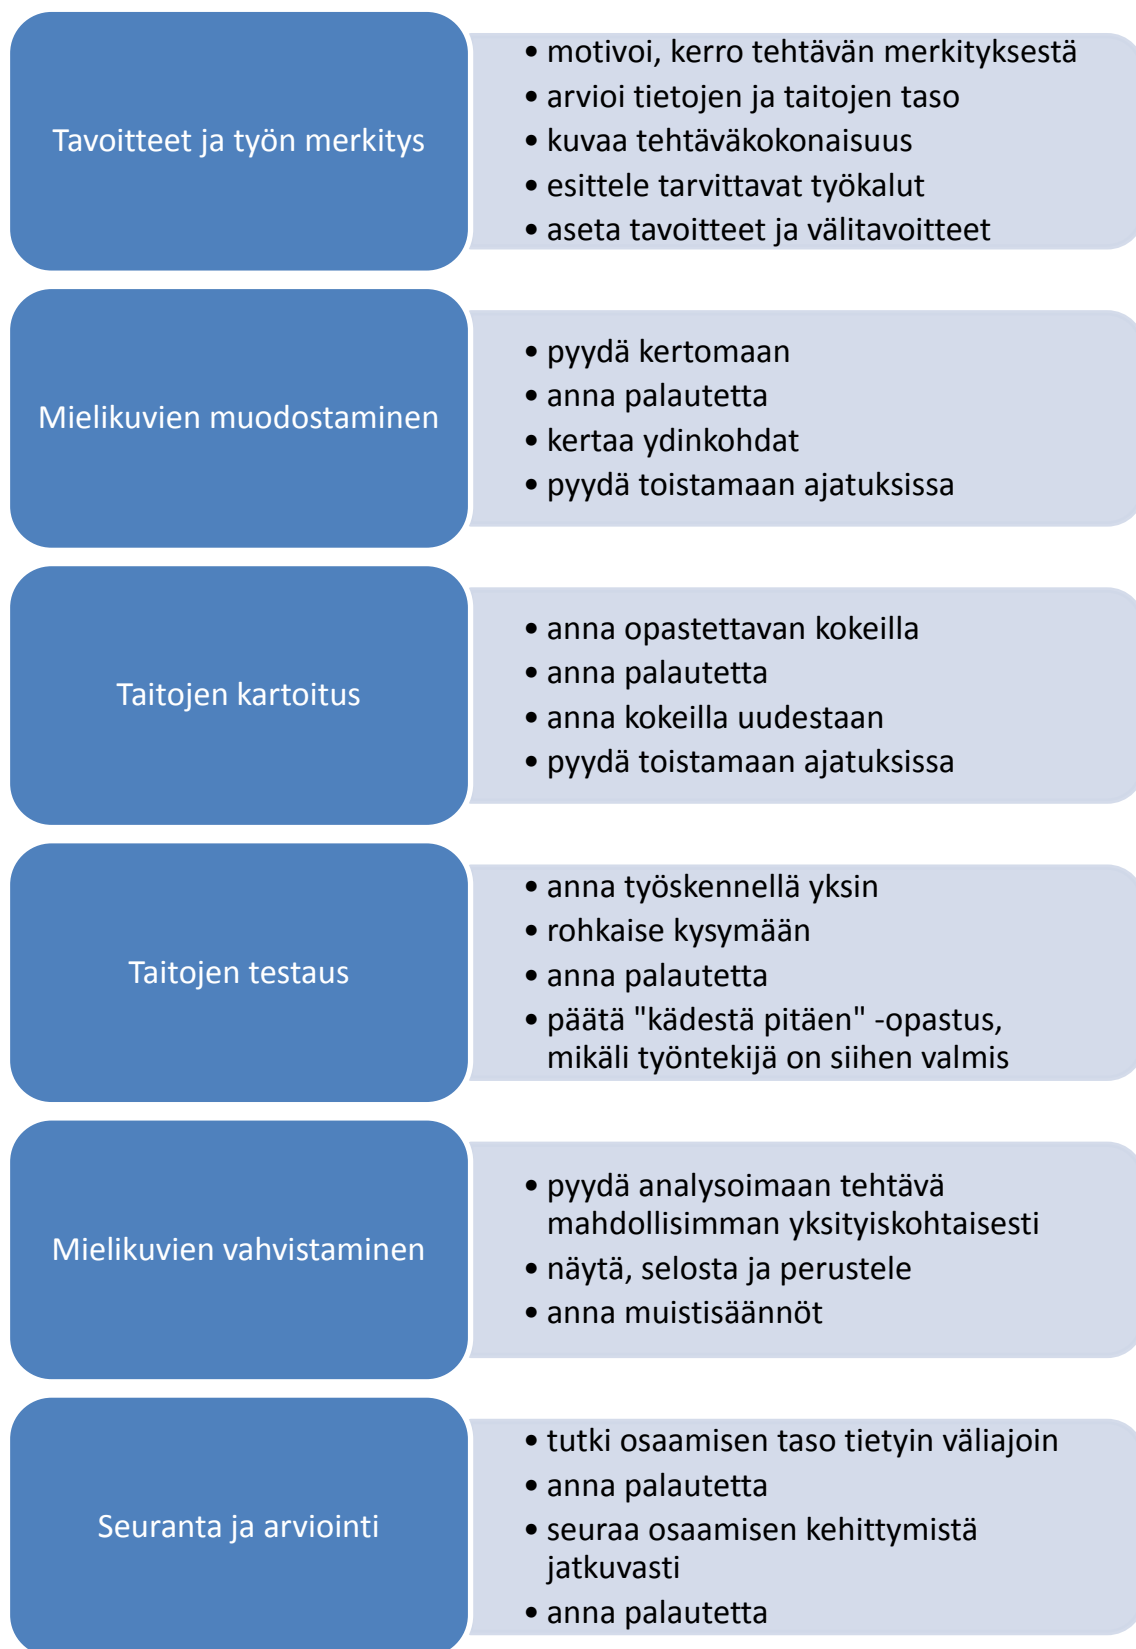 Tavoitteet ja työn merkitys
• motivoi, kerro tehtävän merkityksestä
• arvioi tietojen ja taitojen taso
• kuvaa tehtäväkokonaisuus
• esittele tarvittavat työkalut
• aseta tavoitteet ja välitavoitteet
Mielikuvien muodostaminen
• pyydä kertomaan
• anna palautetta
• kertaa ydinkohdat
• pyydä toistamaan ajatuksissa
Taitojen kartoitus
• anna opastettavan kokeilla
• anna palautetta
• anna kokeilla uudestaan
• pyydä toistamaan ajatuksissa
Taitojen testaus
• anna työskennellä yksin
• rohkaise kysymään
• anna palautetta
• päätä "kädestä pitäen" -opastus,
mikäli työntekijä on siihen valmis
Mielikuvien vahvistaminen
• pyydä analysoimaan tehtävä
mahdollisimman yksityiskohtaisesti
• näytä, selosta ja perustele
• anna muistisäännöt
Seuranta ja arviointi
• tutki osaamisen taso tietyin väliajoin
• anna palautetta
• seuraa osaamisen kehittymistä
jatkuvasti
• anna palautetta